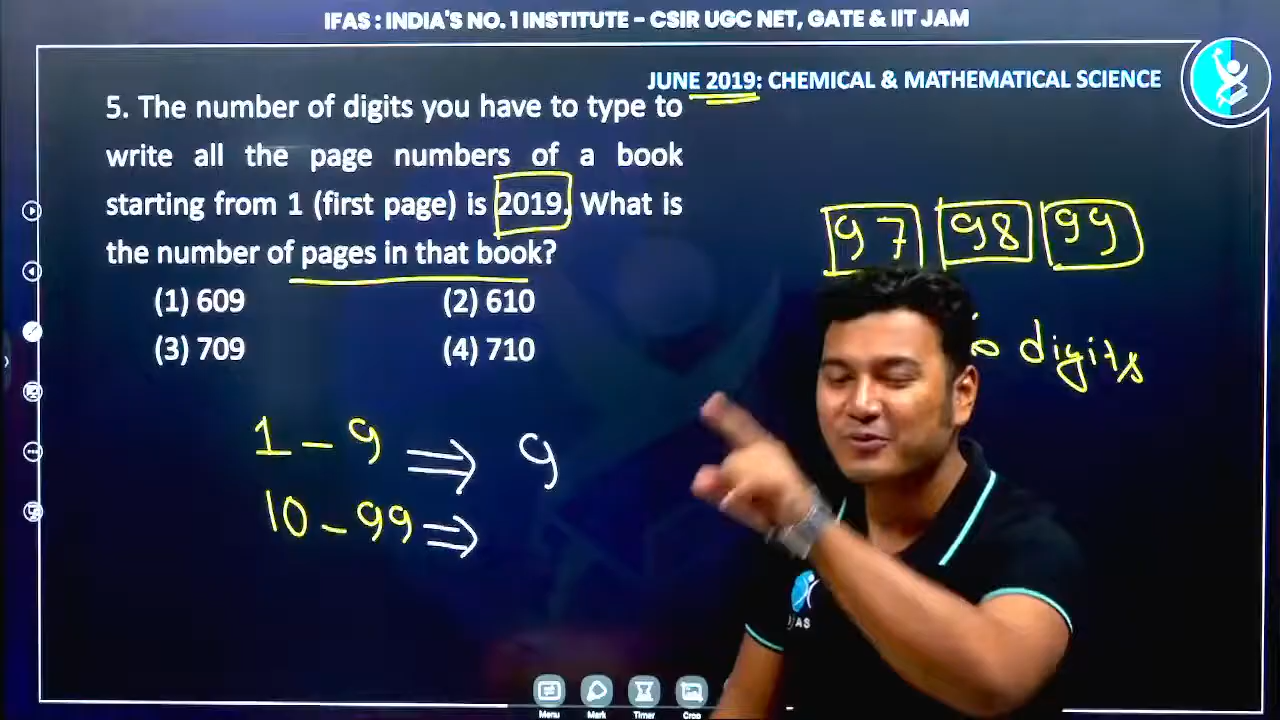 IFAS : INDIA'S NO. 1 INSTITUTE – CSIR UGC NET, GATE & IIT JAM
JUNE 2019: CHEMICAL & MATHEMATICAL SCIENCE
5. The number of digits you have to type to
write all the page numbers of a book
starting from 1 (first page) is 2019. What is
the number of pages in that book?
(1) 609
(2) 610
(3) 709
(4) 710
97 98 99
digits
1 – 9 ⇒ 9
10 – 99 ⇒
Menu
Mark
Timer
Crop